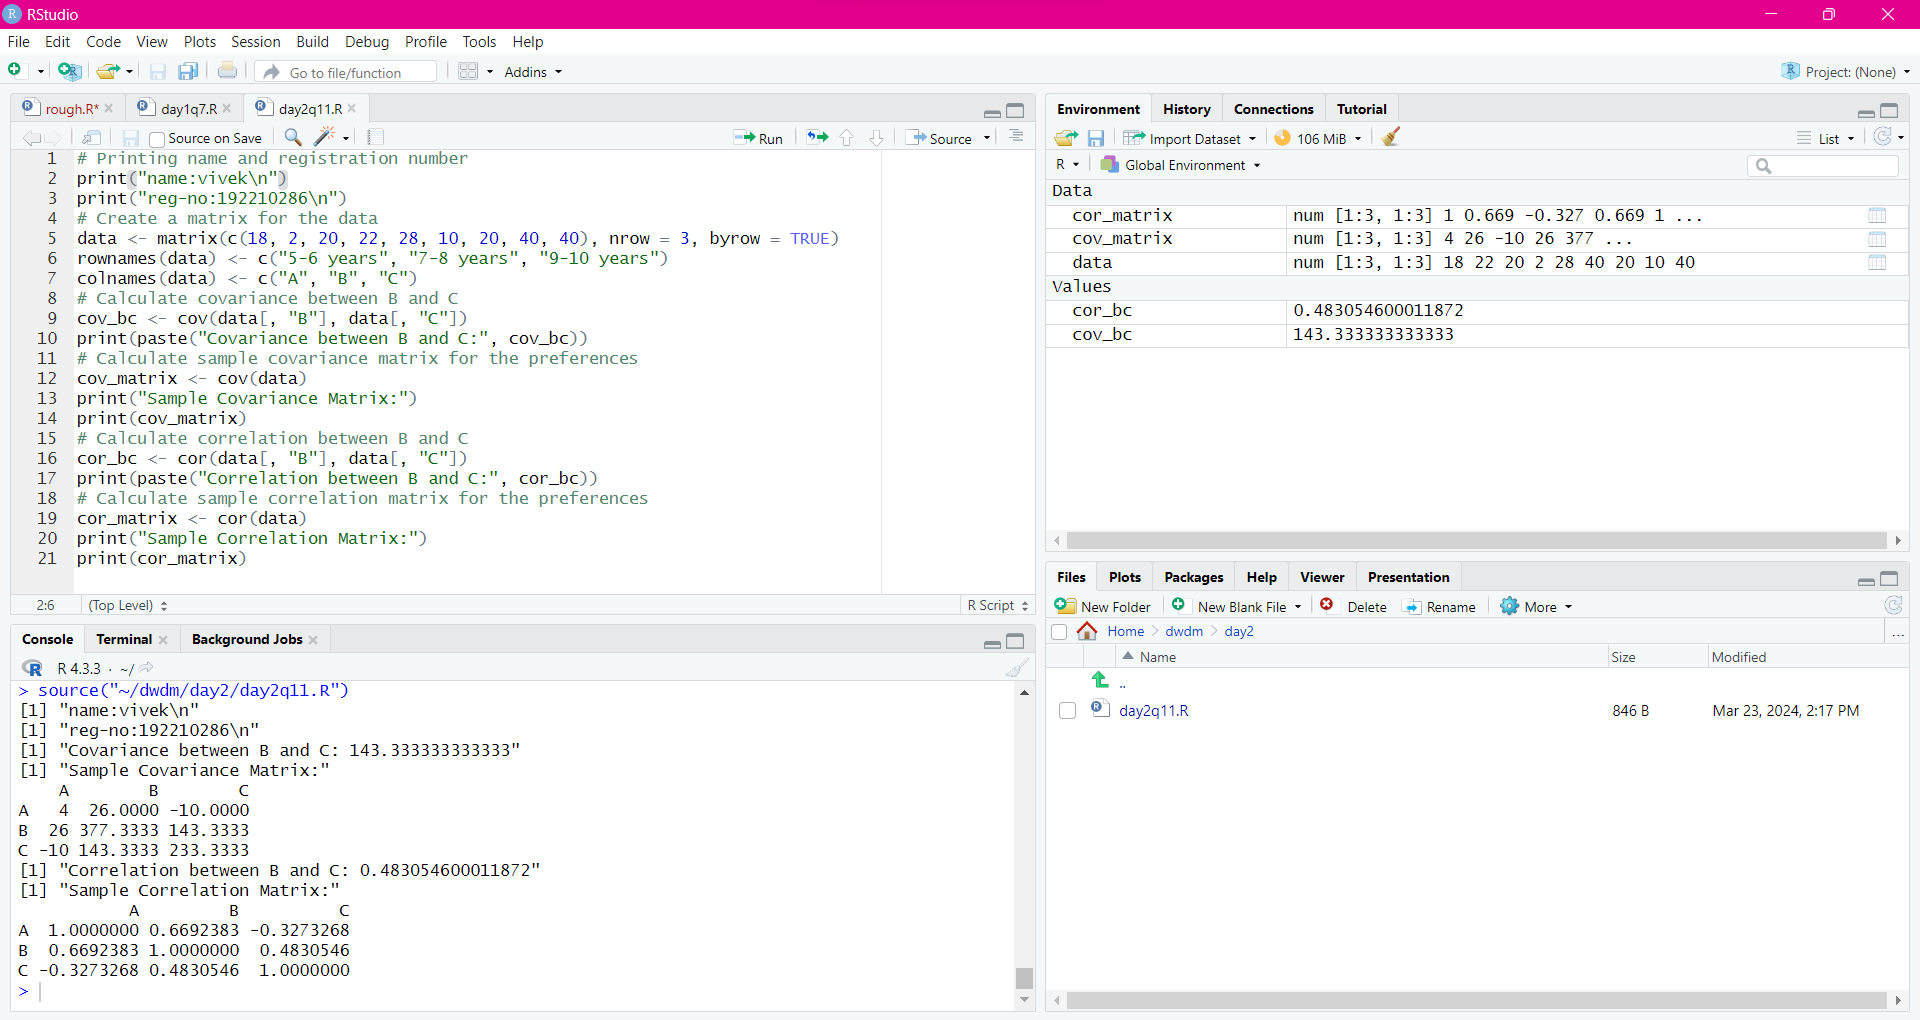 RStudio
File Edit Code View Plots Session Build Debug Profile Tools Help
Go to file/function Addins Project: (None)
rough.R* day1q7.R day2q11.R
Source on Save Run Source
1 # Printing name and registration number
2 print("name:vivek\n")
3 print("reg-no:192210286\n")
4 # Create a matrix for the data
5 data <- matrix(c(18, 2, 20, 22, 28, 10, 20, 40, 40), nrow = 3, byrow = TRUE)
6 rownames(data) <- c("5-6 years", "7-8 years", "9-10 years")
7 colnames(data) <- c("A", "B", "C")
8 # Calculate covariance between B and C
9 cov_bc <- cov(data[, "B"], data[, "C"])
10 print(paste("Covariance between B and C:", cov_bc))
11 # Calculate sample covariance matrix for the preferences
12 cov_matrix <- cov(data)
13 print("Sample Covariance Matrix:")
14 print(cov_matrix)
15 # Calculate correlation between B and C
16 cor_bc <- cor(data[, "B"], data[, "C"])
17 print(paste("Correlation between B and C:", cor_bc))
18 # Calculate sample correlation matrix for the preferences
19 cor_matrix <- cor(data)
20 print("Sample Correlation Matrix:")
21 print(cor_matrix)
2:6 (Top Level) R Script
Console Terminal Background Jobs
R 4.3.3 · ~/
> source("~/dwdm/day2/day2q11.R")
[1] "name:vivek\n"
[1] "reg-no:192210286\n"
[1] "Covariance between B and C: 143.333333333333"
[1] "Sample Covariance Matrix:"
A B C
A 4 26.0000 -10.0000
B 26 377.3333 143.3333
C -10 143.3333 233.3333
[1] "Correlation between B and C: 0.483054600011872"
[1] "Sample Correlation Matrix:"
A B C
A 1.0000000 0.6692383 -0.3273268
B 0.6692383 1.0000000 0.4830546
C -0.3273268 0.4830546 1.0000000
>
Environment History Connections Tutorial
Import Dataset 106 MiB List
R Global Environment
Data
cor_matrix num [1:3, 1:3] 1 0.669 -0.327 0.669 1 ...
cov_matrix num [1:3, 1:3] 4 26 -10 26 377 ...
data num [1:3, 1:3] 18 22 20 2 28 40 20 10 40
Values
cor_bc 0.483054600011872
cov_bc 143.333333333333
Files Plots Packages Help Viewer Presentation
New Folder New Blank File Delete Rename More
Home dwdm day2 ...
Name Size Modified
..
day2q11.R 846 B Mar 23, 2024, 2:17 PM